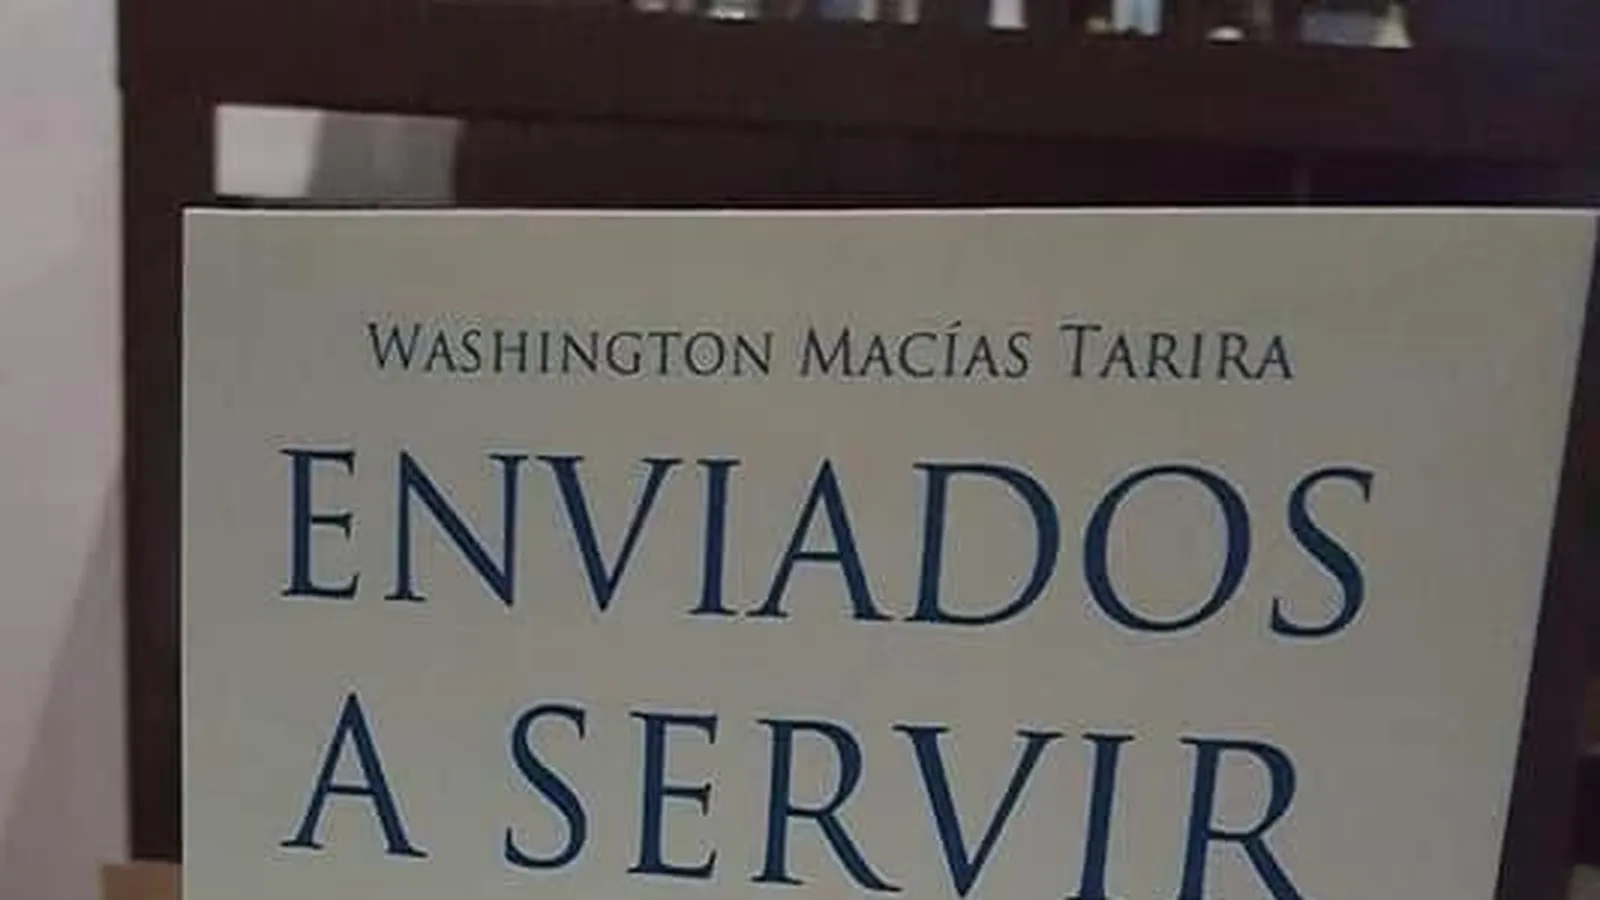 WASHINGTON MACÍAS TARIRA
ENVIADOS
A SERVIR